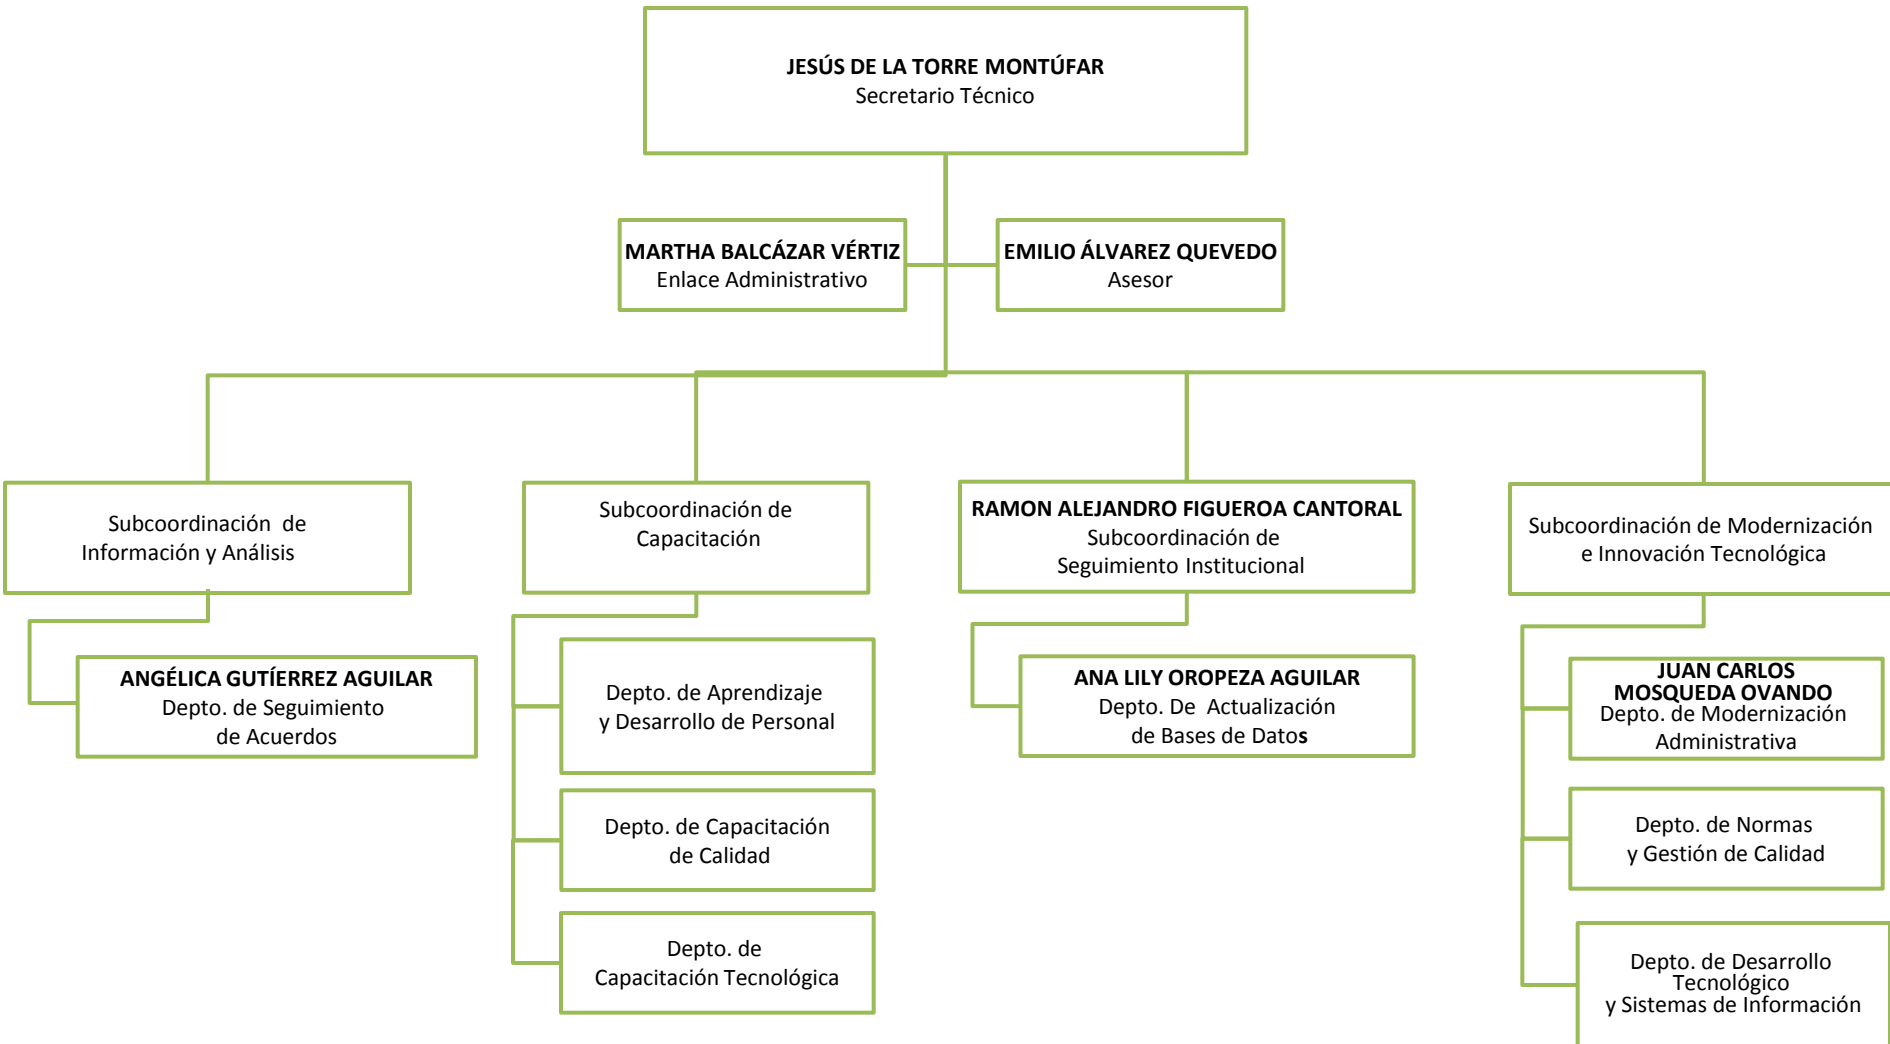 JESÚS DE LA TORRE MONTÚFAR
Secretario Técnico
MARTHA BALCÁZAR VÉRTIZ
Enlace Administrativo
EMILIO ÁLVAREZ QUEVEDO
Asesor
Subcoordinación de
Información y Análisis
Subcoordinación de
Capacitación
RAMON ALEJANDRO FIGUEROA CANTORAL
Subcoordinación de
Seguimiento Institucional
Subcoordinación de Modernización
e Innovación Tecnológica
ANGÉLICA GUTÍERREZ AGUILAR
Depto. de Seguimiento
de Acuerdos
Depto. de Aprendizaje
y Desarrollo de Personal
Depto. de Capacitación
de Calidad
Depto. de
Capacitación Tecnológica
ANA LILY OROPEZA AGUILAR
Depto. De Actualización
de Bases de Datos
JUAN CARLOS
MOSQUEDA OVANDO
Depto. de Modernización
Administrativa
Depto. de Normas
y Gestión de Calidad
Depto. de Desarrollo
Tecnológico
y Sistemas de Información